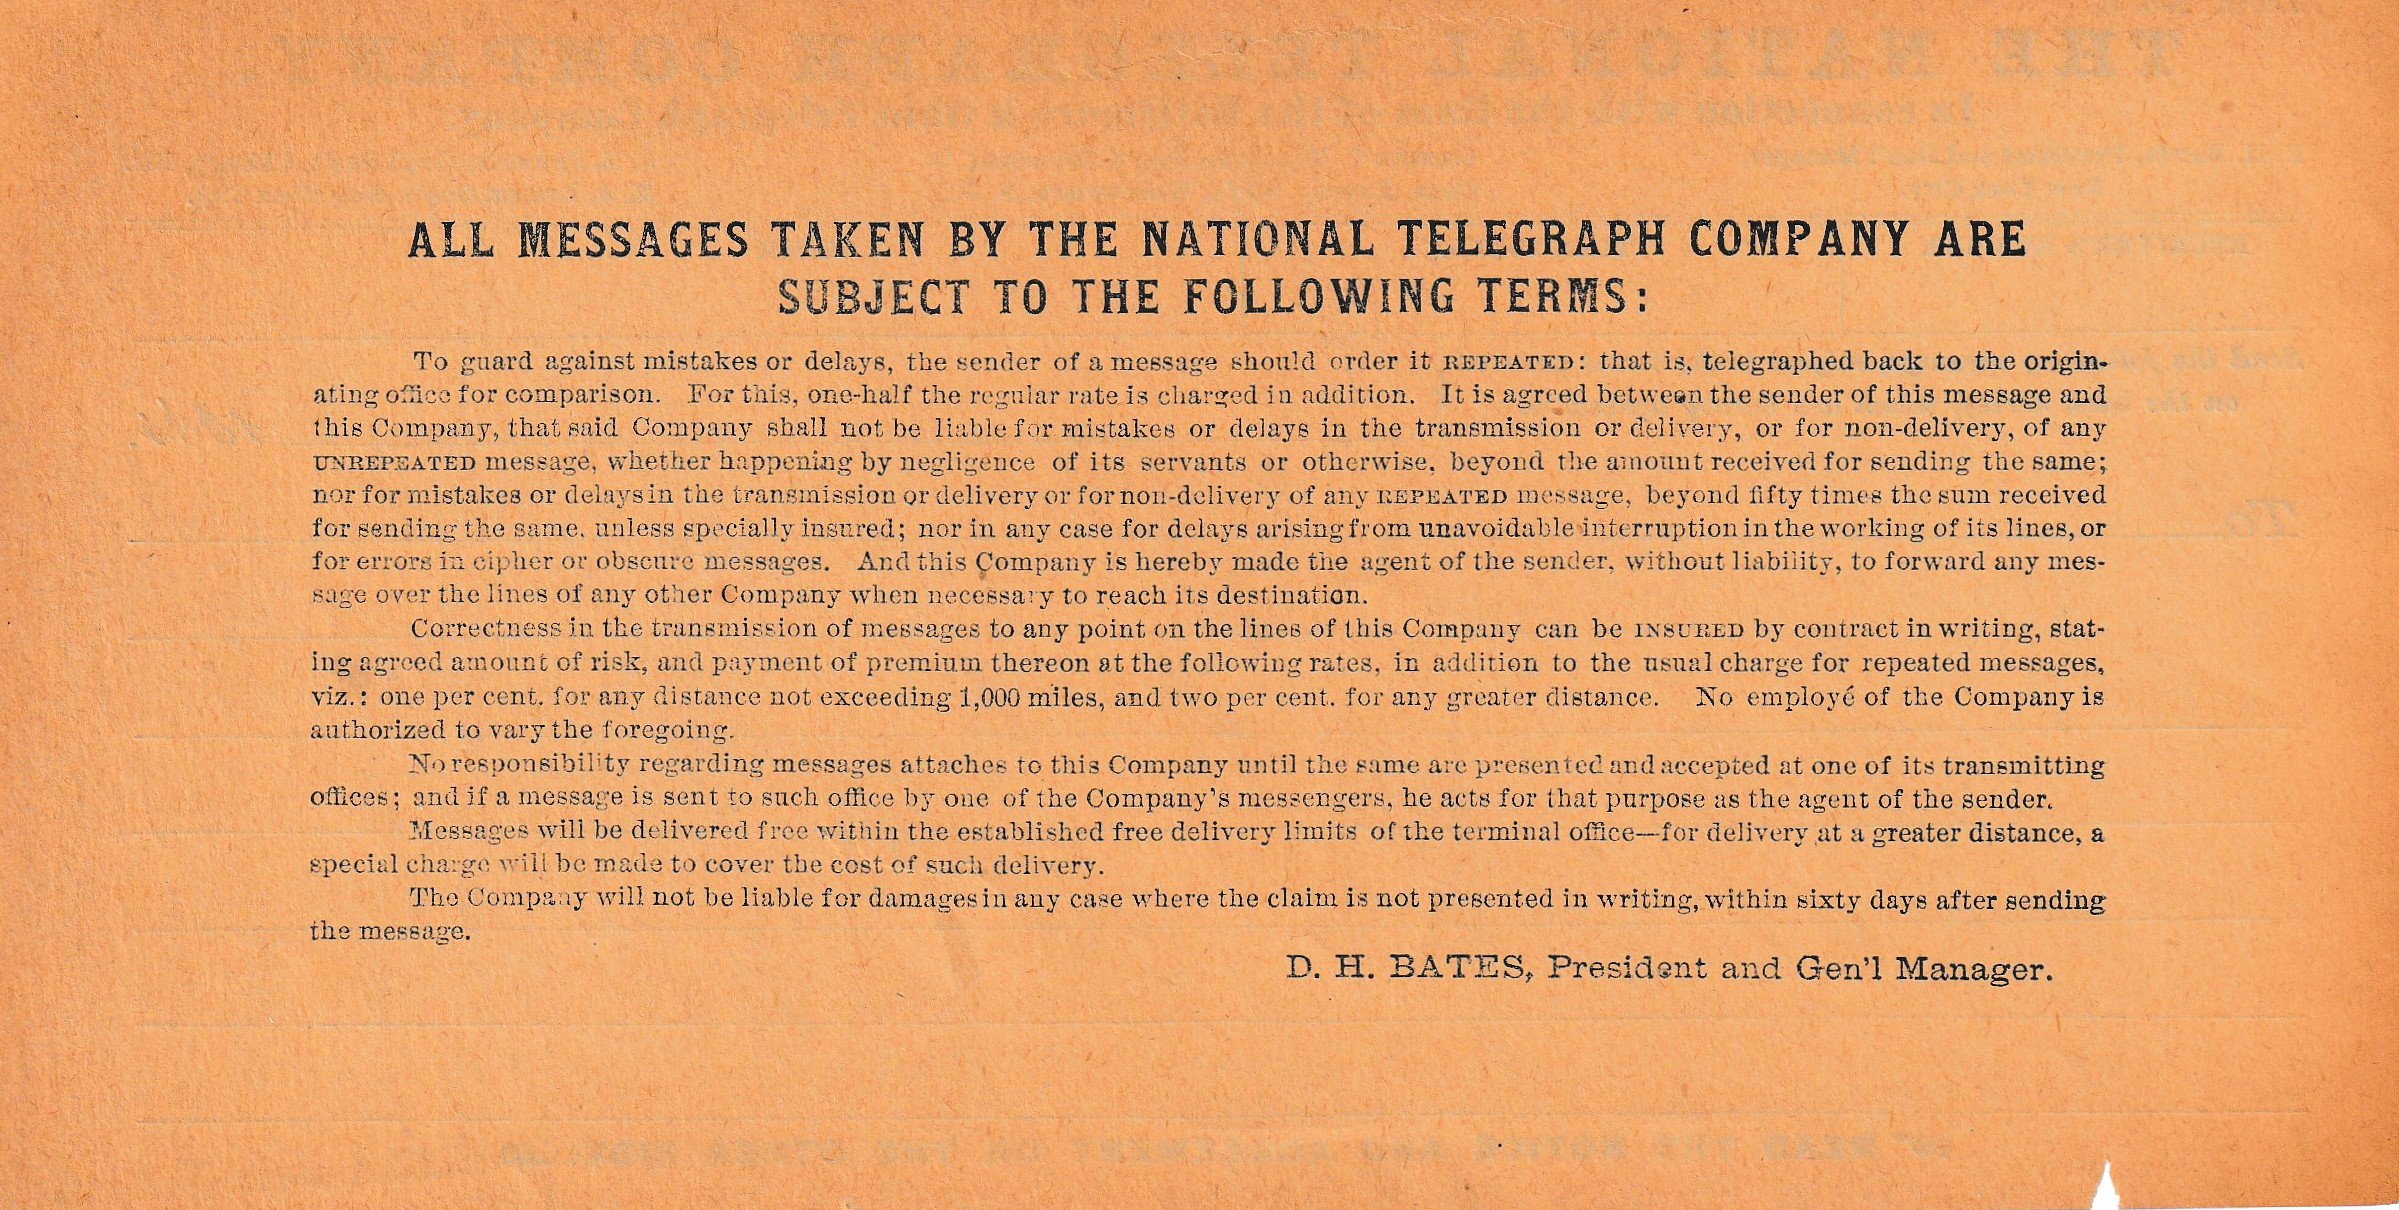 ALL MESSAGES TAKEN BY THE NATIONAL TELEGRAPH COMPANY ARE
SUBJECT TO THE FOLLOWING TERMS:
To guard against mistakes or delays, the sender of a message should order it REPEATED: that is, telegraphed back to the origin-
ating office for comparison. For this, one-half the regular rate is charged in addition. It is agreed between the sender of this message and
this Company, that said Company shall not be liable for mistakes or delays in the transmission or delivery, or for non-delivery, of any
UNREPEATED message, whether happening by negligence of its servants or otherwise, beyond the amount received for sending the same;
nor for mistakes or delays in the transmission or delivery or for non-delivery of any REPEATED message, beyond fifty times the sum received
for sending the same, unless specially insured; nor in any case for delays arising from unavoidable interruption in the working of its lines, or
for errors in cipher or obscure messages. And this Company is hereby made the agent of the sender, without liability, to forward any mes-
sage over the lines of any other Company when necessary to reach its destination.
Correctness in the transmission of messages to any point on the lines of this Company can be INSURED by contract in writing, stat-
ing agreed amount of risk, and payment of premium thereon at the following rates, in addition to the usual charge for repeated messages,
viz.: one per cent. for any distance not exceeding 1,000 miles, and two per cent. for any greater distance. No employé of the Company is
authorized to vary the foregoing.
No responsibility regarding messages attaches to this Company until the same are presented and accepted at one of its transmitting
offices; and if a message is sent to such office by one of the Company's messengers, he acts for that purpose as the agent of the sender.
Messages will be delivered free within the established free delivery limits of the terminal office—for delivery at a greater distance, a
special charge will be made to cover the cost of such delivery.
The Company will not be liable for damages in any case where the claim is not presented in writing, within sixty days after sending
the message.
D. H. BATES, President and Gen'l Manager.